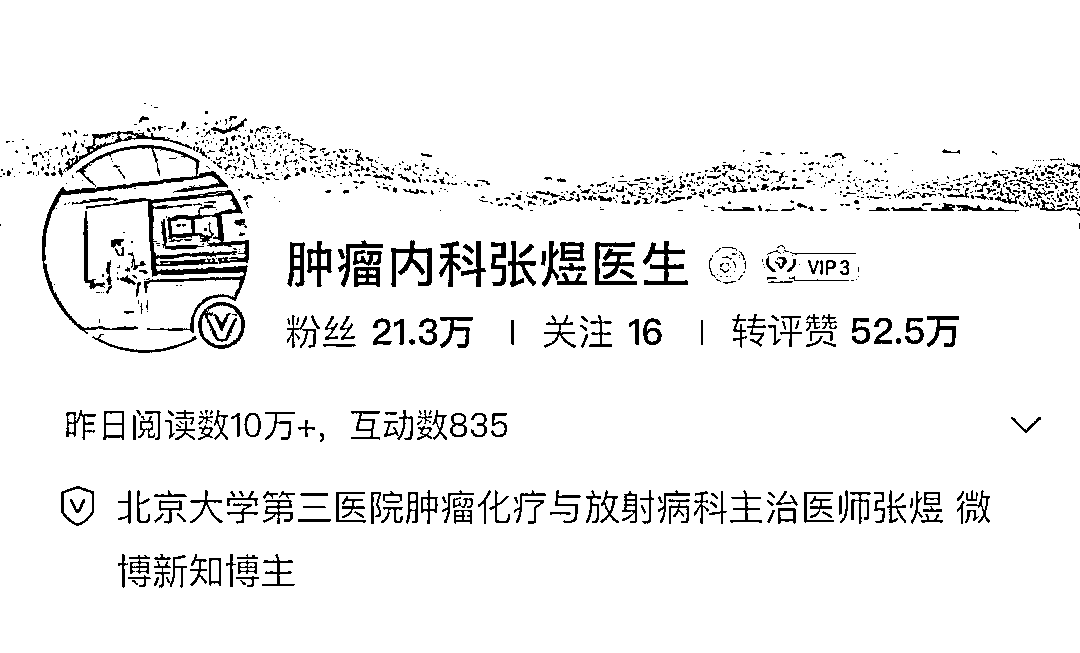 肿瘤内科张煜医生 VIP 3
粉丝 21.3万 | 关注 16 | 转评赞 52.5万
昨日阅读数10万+，互动数835
北京大学第三医院肿瘤化疗与放射病科主治医师张煜 微
博新知博主